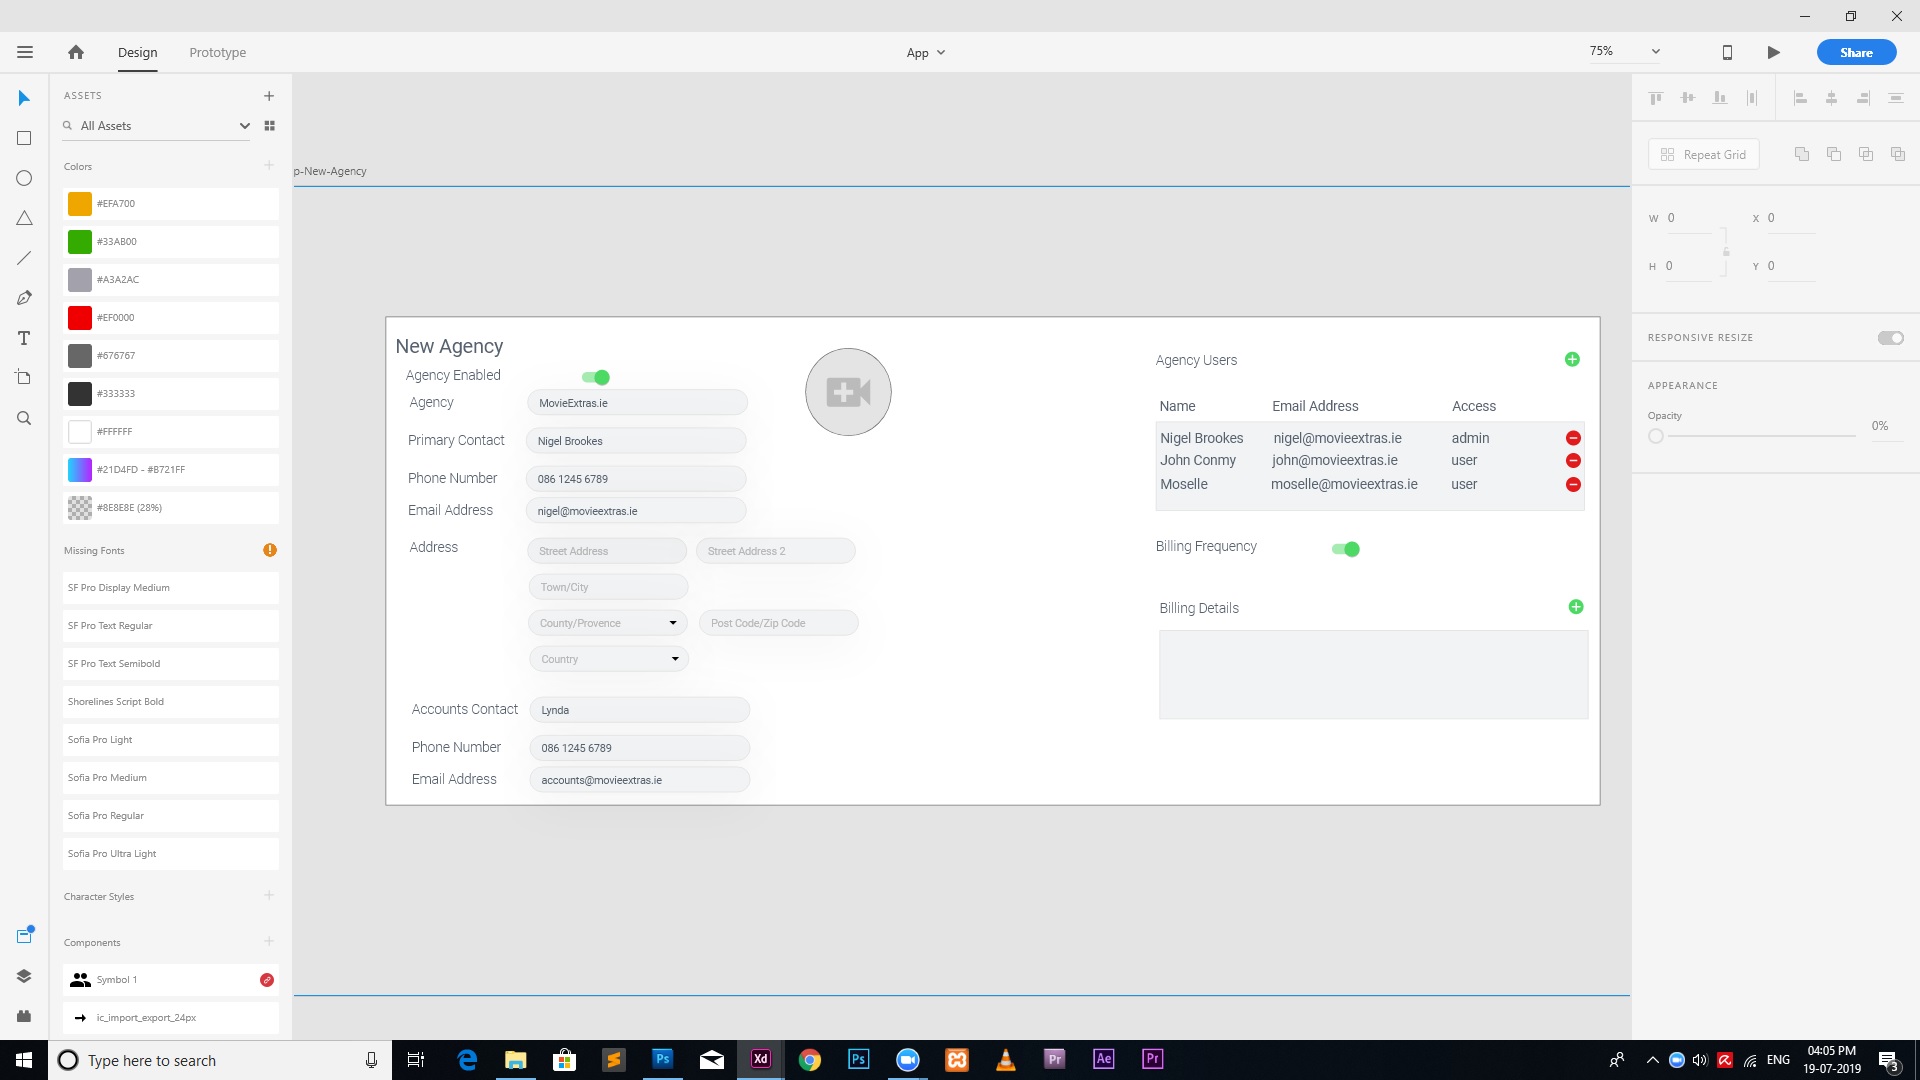 Design
Prototype
App
75%
Share
ASSETS
All Assets
Colors
#EFA700
#33AB00
#A3A2AC
#EF0000
#676767
#333333
#FFFFFF
#21D4FD - #B721FF
#8E8E8E (28%)
Missing Fonts
SF Pro Display Medium
SF Pro Text Regular
SF Pro Text Semibold
Shorelines Script Bold
Sofia Pro Light
Sofia Pro Medium
Sofia Pro Regular
Sofia Pro Ultra Light
Character Styles
Components
Symbol 1
ic_import_export_24px
p-New-Agency
New Agency
Agency Enabled
Agency
MovieExtras.ie
Primary Contact
Nigel Brookes
Phone Number
086 1245 6789
Email Address
nigel@movieextras.ie
Address
Street Address
Street Address 2
Town/City
County/Provence
Post Code/Zip Code
Country
Accounts Contact
Lynda
Phone Number
086 1245 6789
Email Address
accounts@movieextras.ie
Agency Users
Name Email Address Access
Nigel Brookes nigel@movieextras.ie admin
John Conmy john@movieextras.ie user
Moselle moselle@movieextras.ie user
Billing Frequency
Billing Details
Repeat Grid
W 0 X 0
H 0 Y 0
RESPONSIVE RESIZE
APPEARANCE
Opacity
0%
Type here to search
Ps
Xd
Ps
Pr
Ae
Pr
ENG
04:05 PM
19-07-2019
3